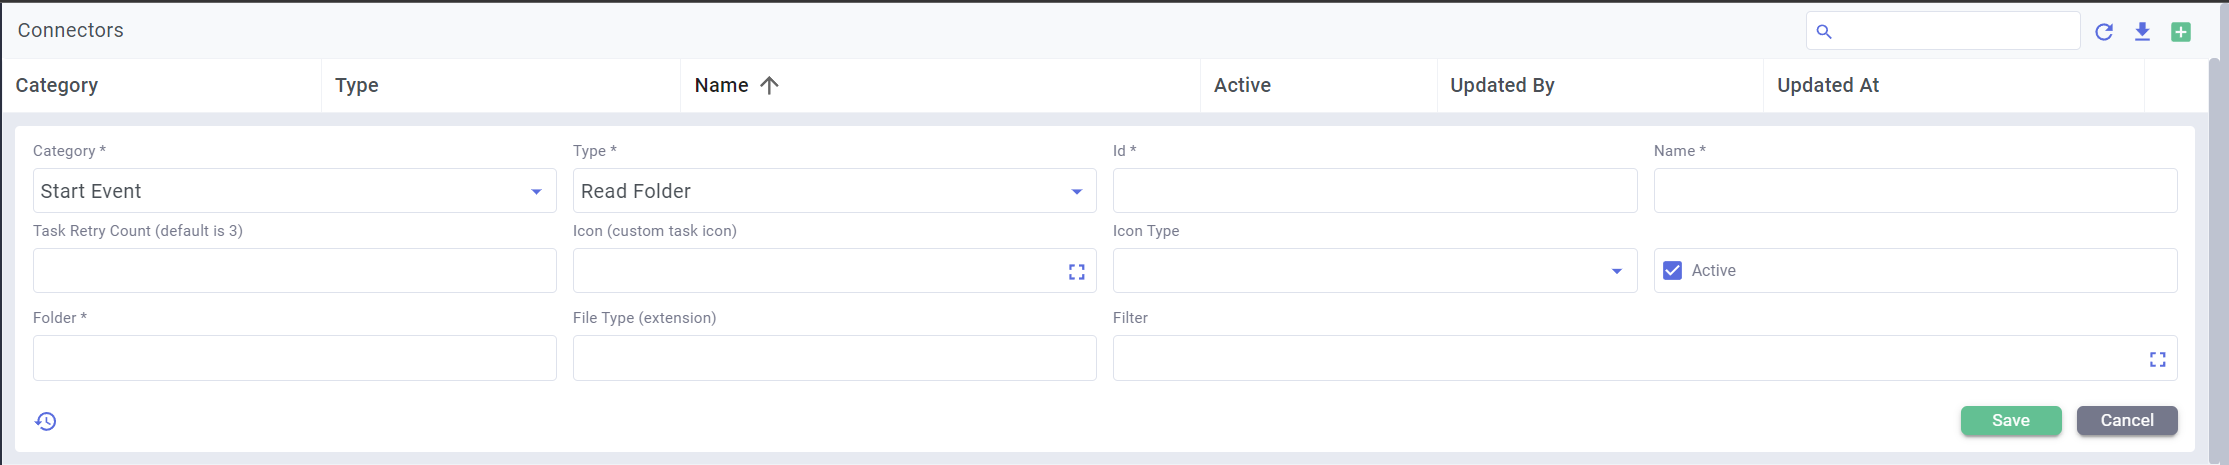 Connectors
Category Type Name Active Updated By Updated At
Category * Type * Id * Name *
Start Event Read Folder
Task Retry Count (default is 3) Icon (custom task icon) Icon Type
Active
Folder * File Type (extension) Filter
Save Cancel